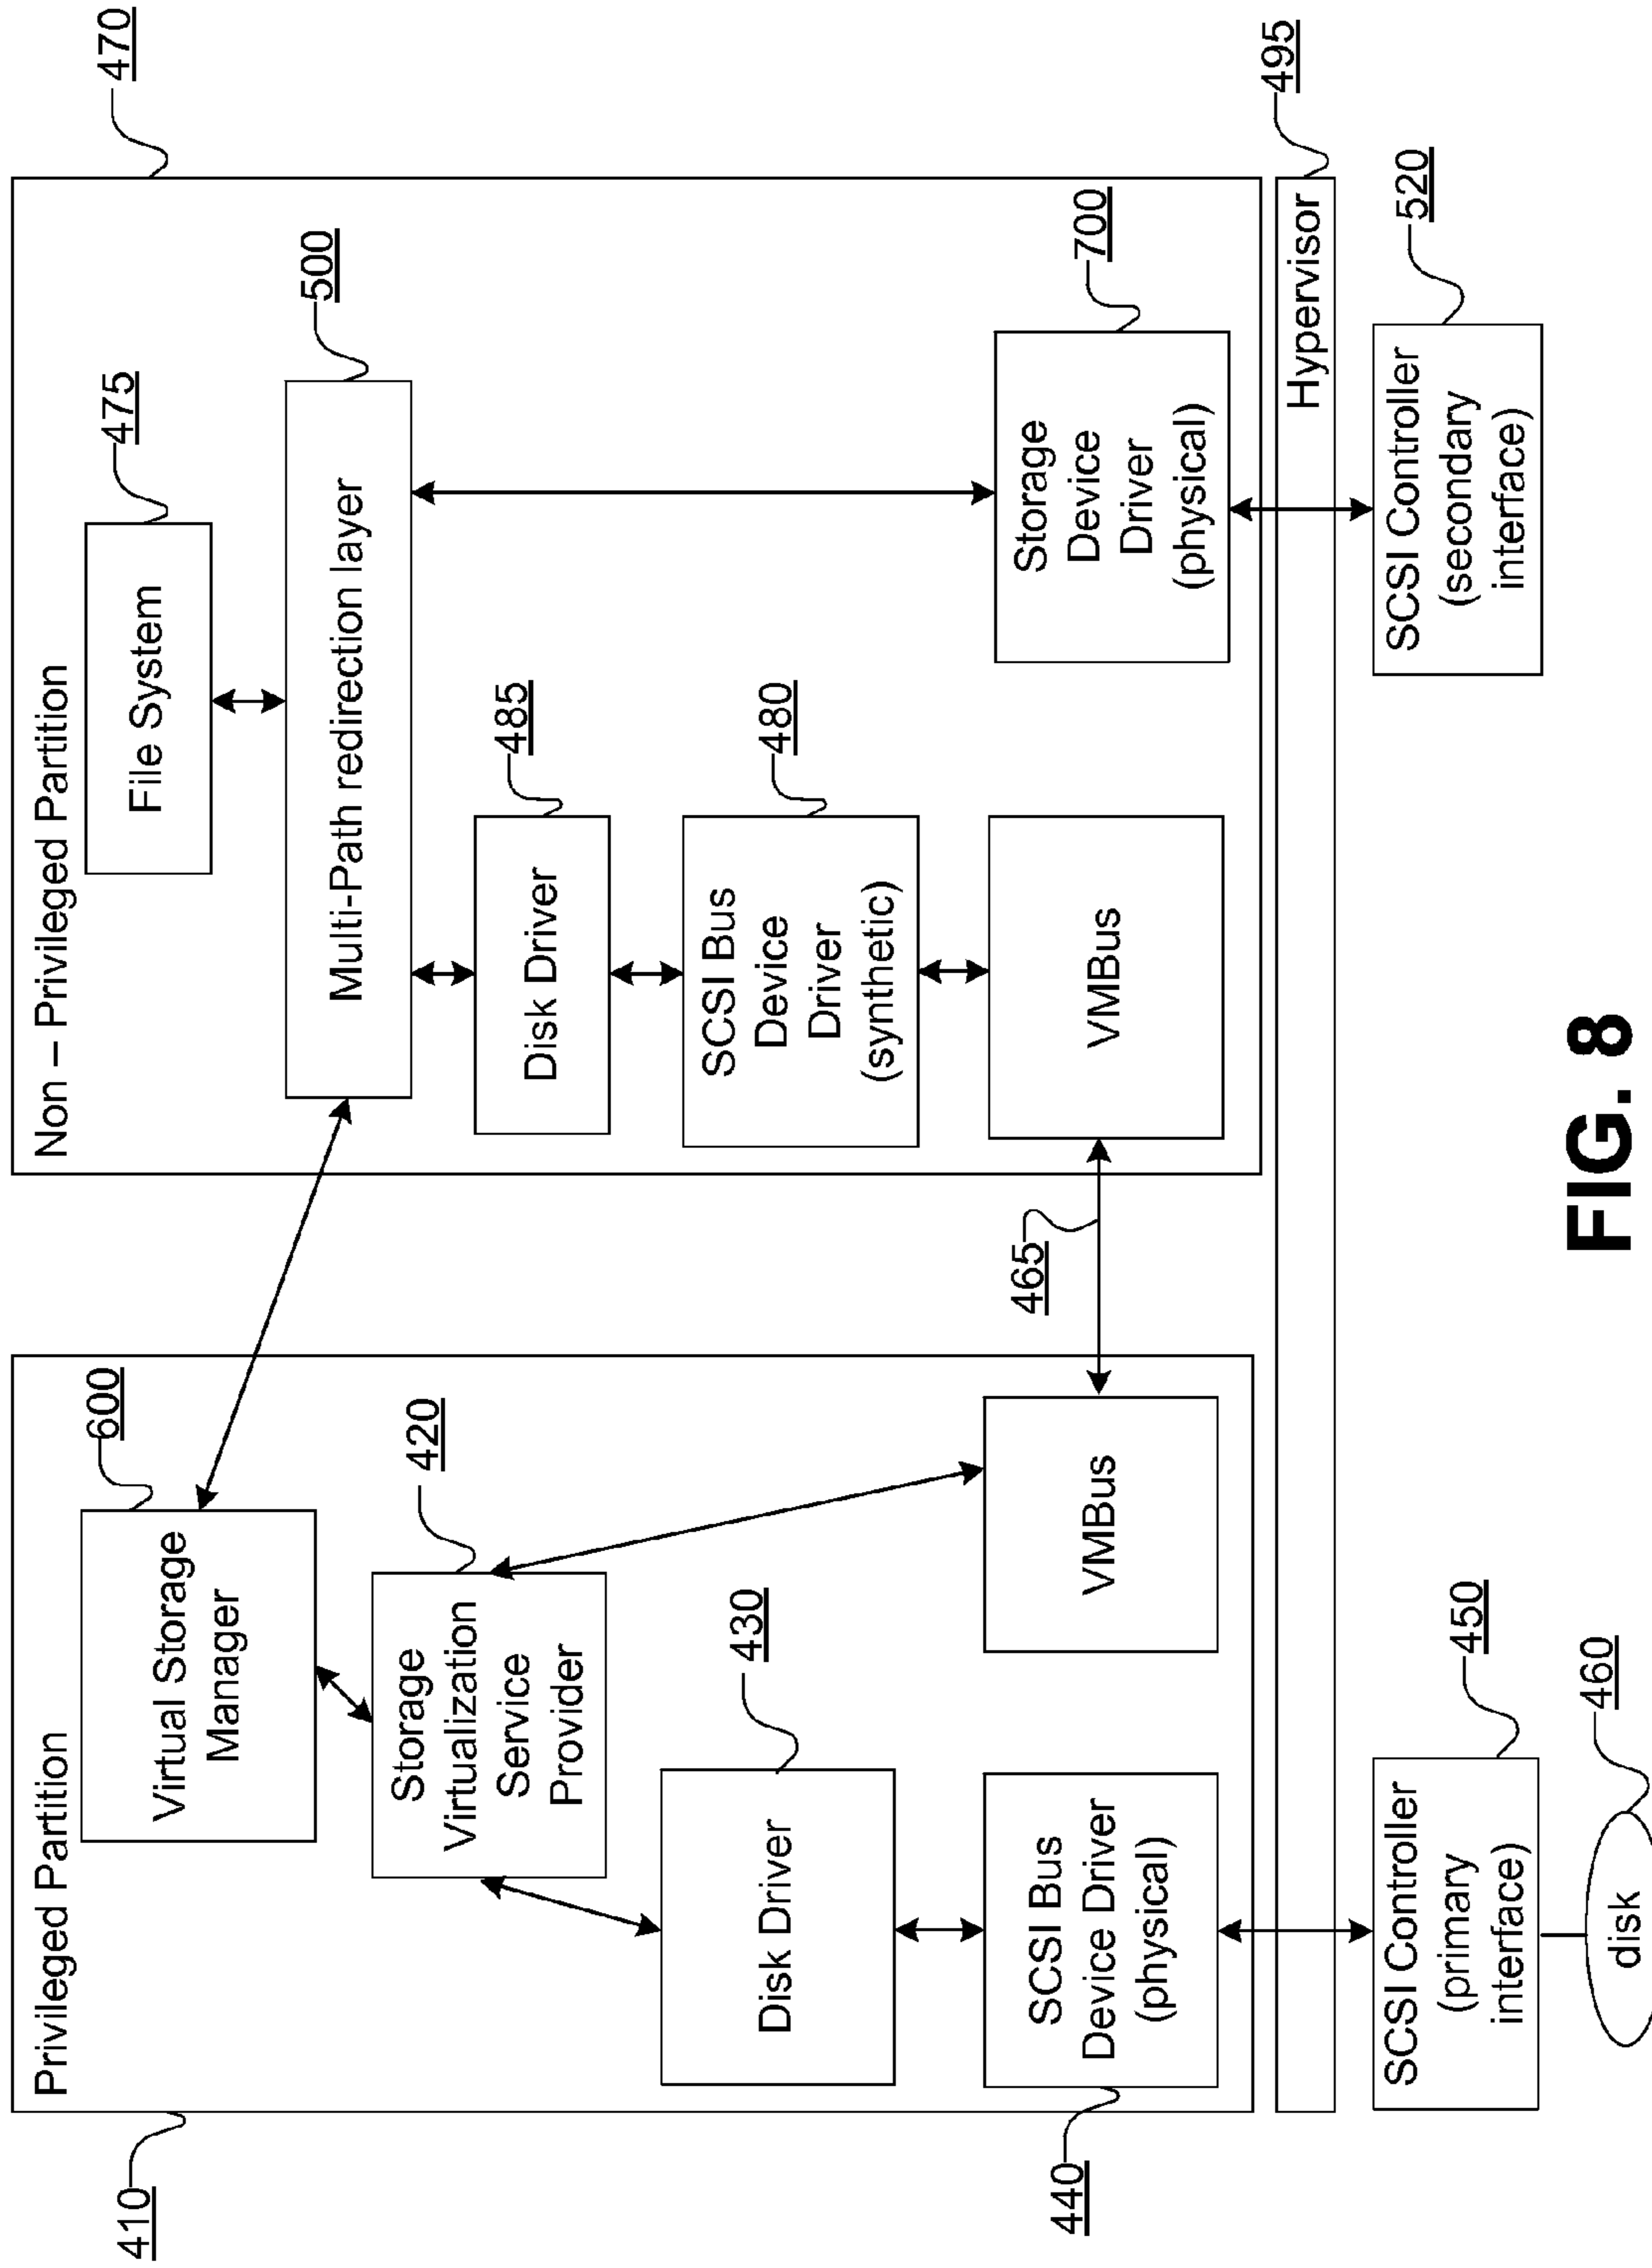 Privileged Partition
410
Virtual Storage
Manager
600
Storage
Virtualization
Service
Provider
420
Disk Driver
430
SCSI Bus
Device Driver
(physical)
440
VMBus
465
Non – Privileged Partition
470
File System
475
Multi-Path redirection layer
500
Disk Driver
485
SCSI Bus
Device
Driver
(synthetic)
480
VMBus
Storage
Device
Driver
(physical)
700
Hypervisor
495
SCSI Controller
(primary
interface)
450
disk
460
SCSI Controller
(secondary
interface)
520
FIG. 8